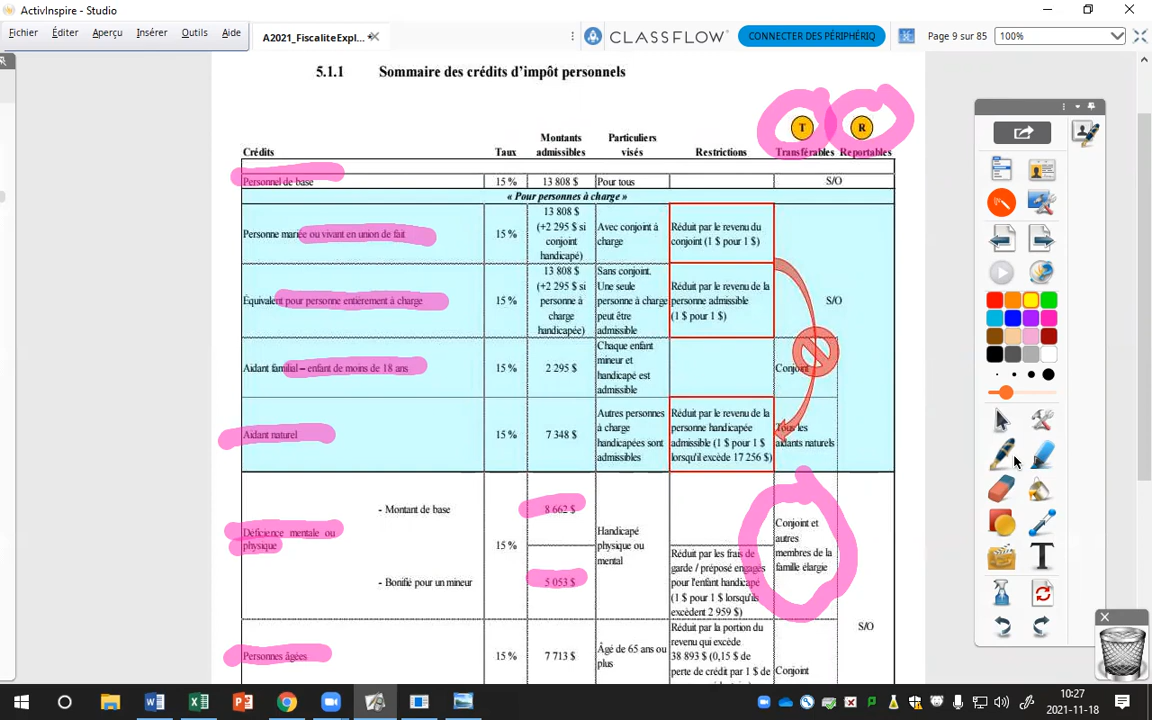 ActivInspire - Studio
Fichier Éditer Aperçu Insérer Outils Aide
A2021_FiscaliteExpl...
CLASSFLOW
CONNECTER DES PÉRIPHÉRIQ
Page 9 sur 85
100%
5.1.1 Sommaire des crédits d'impôt personnels
T R
Crédits
Taux
Montants
admissibles
Particuliers
visés
Restrictions
Transférables
Reportables
Personnel de base
15 %
13 808 $
Pour tous
S/O
« Pour personnes à charge »
Personne mariée ou vivant en union de fait
15 %
13 808 $
(+2 295 $ si
conjoint
handicapé)
Avec conjoint à
charge
Réduit par le revenu du
conjoint (1 $ pour 1 $)
Équivalent pour personne entièrement à charge
15 %
13 808 $
(+2 295 $ si
personne à
charge
handicapée)
Sans conjoint.
Une seule
personne à charge
peut être
admissible
Réduit par le revenu de la
personne admissible
(1 $ pour 1 $)
S/O
Aidant familial – enfant de moins de 18 ans
15 %
2 295 $
Chaque enfant
mineur et
handicapé est
admissible
Conjoint
Aidant naturel
15 %
7 348 $
Autres personnes
à charge
handicapées sont
admissibles
Réduit par le revenu de la
personne handicapée
admissible (1 $ pour 1 $
lorsqu'il excède 17 256 $)
Tous les
aidants naturels
Déficience mentale ou
physique
- Montant de base
- Bonifié pour un mineur
15 %
8 662 $
5 053 $
Handicapé
physique ou
mental
Réduit par les frais de
garde / préposé engagés
pour l'enfant handicapé
(1 $ pour 1 $ lorsqu'ils
excèdent 2 959 $)
Conjoint et
autres
membres de la
famille élargie
S/O
Personnes âgées
15 %
7 713 $
Âgé de 65 ans ou
plus
Réduit par la portion du
revenu qui excède
38 893 $ (0,15 $ de
perte de crédit par 1 $ de
Conjoint
10:27
2021-11-18